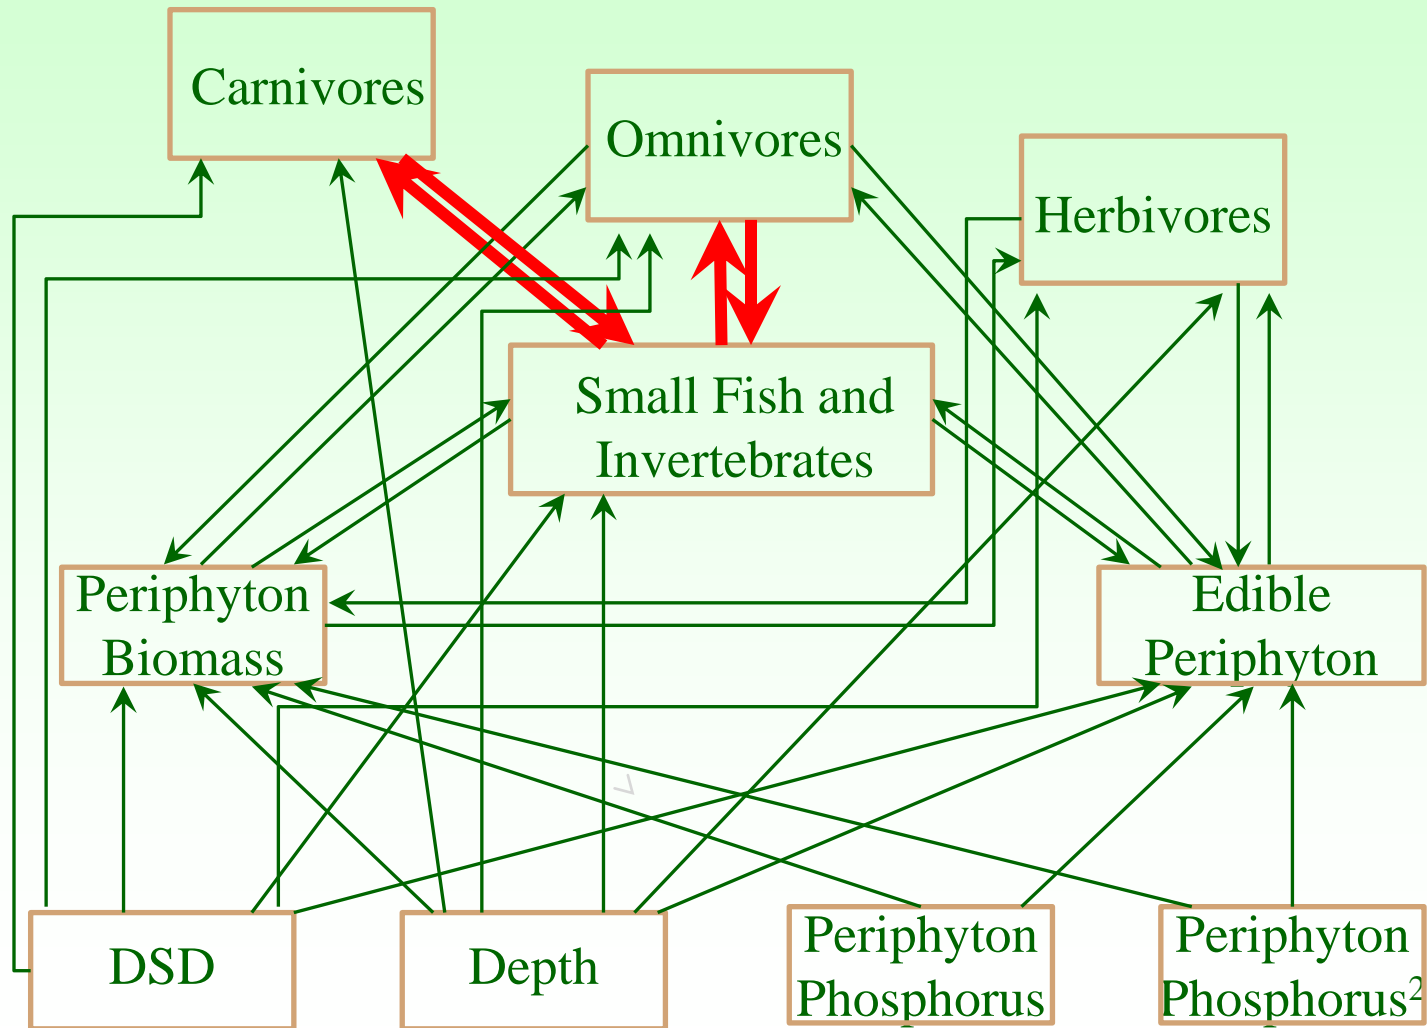 Carnivores
Omnivores
Herbivores
Small Fish and
Invertebrates
Periphyton
Biomass
Edible
Periphyton
DSD
Depth
Periphyton
Phosphorus
Periphyton
Phosphorus²